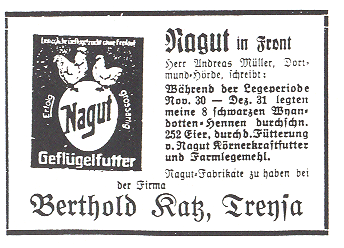 Erfolg
Nagut
Geflügelfutter
Nagut in Front
Herr Andreas Müller, Dort-
mund-Hörde, schreibt:
Während der Legeperiode
Nov. 30 — Dez. 31 legten
meine 8 schwarzen Wyan-
dotten-Hennen durchschn.
252 Eier, durch d. Fütterung
v. Nagut Körnerkraftfutter
und Farmlegemehl.
Nagut-Fabrikate zu haben bei
der Firma
Berthold Katz, Treysa